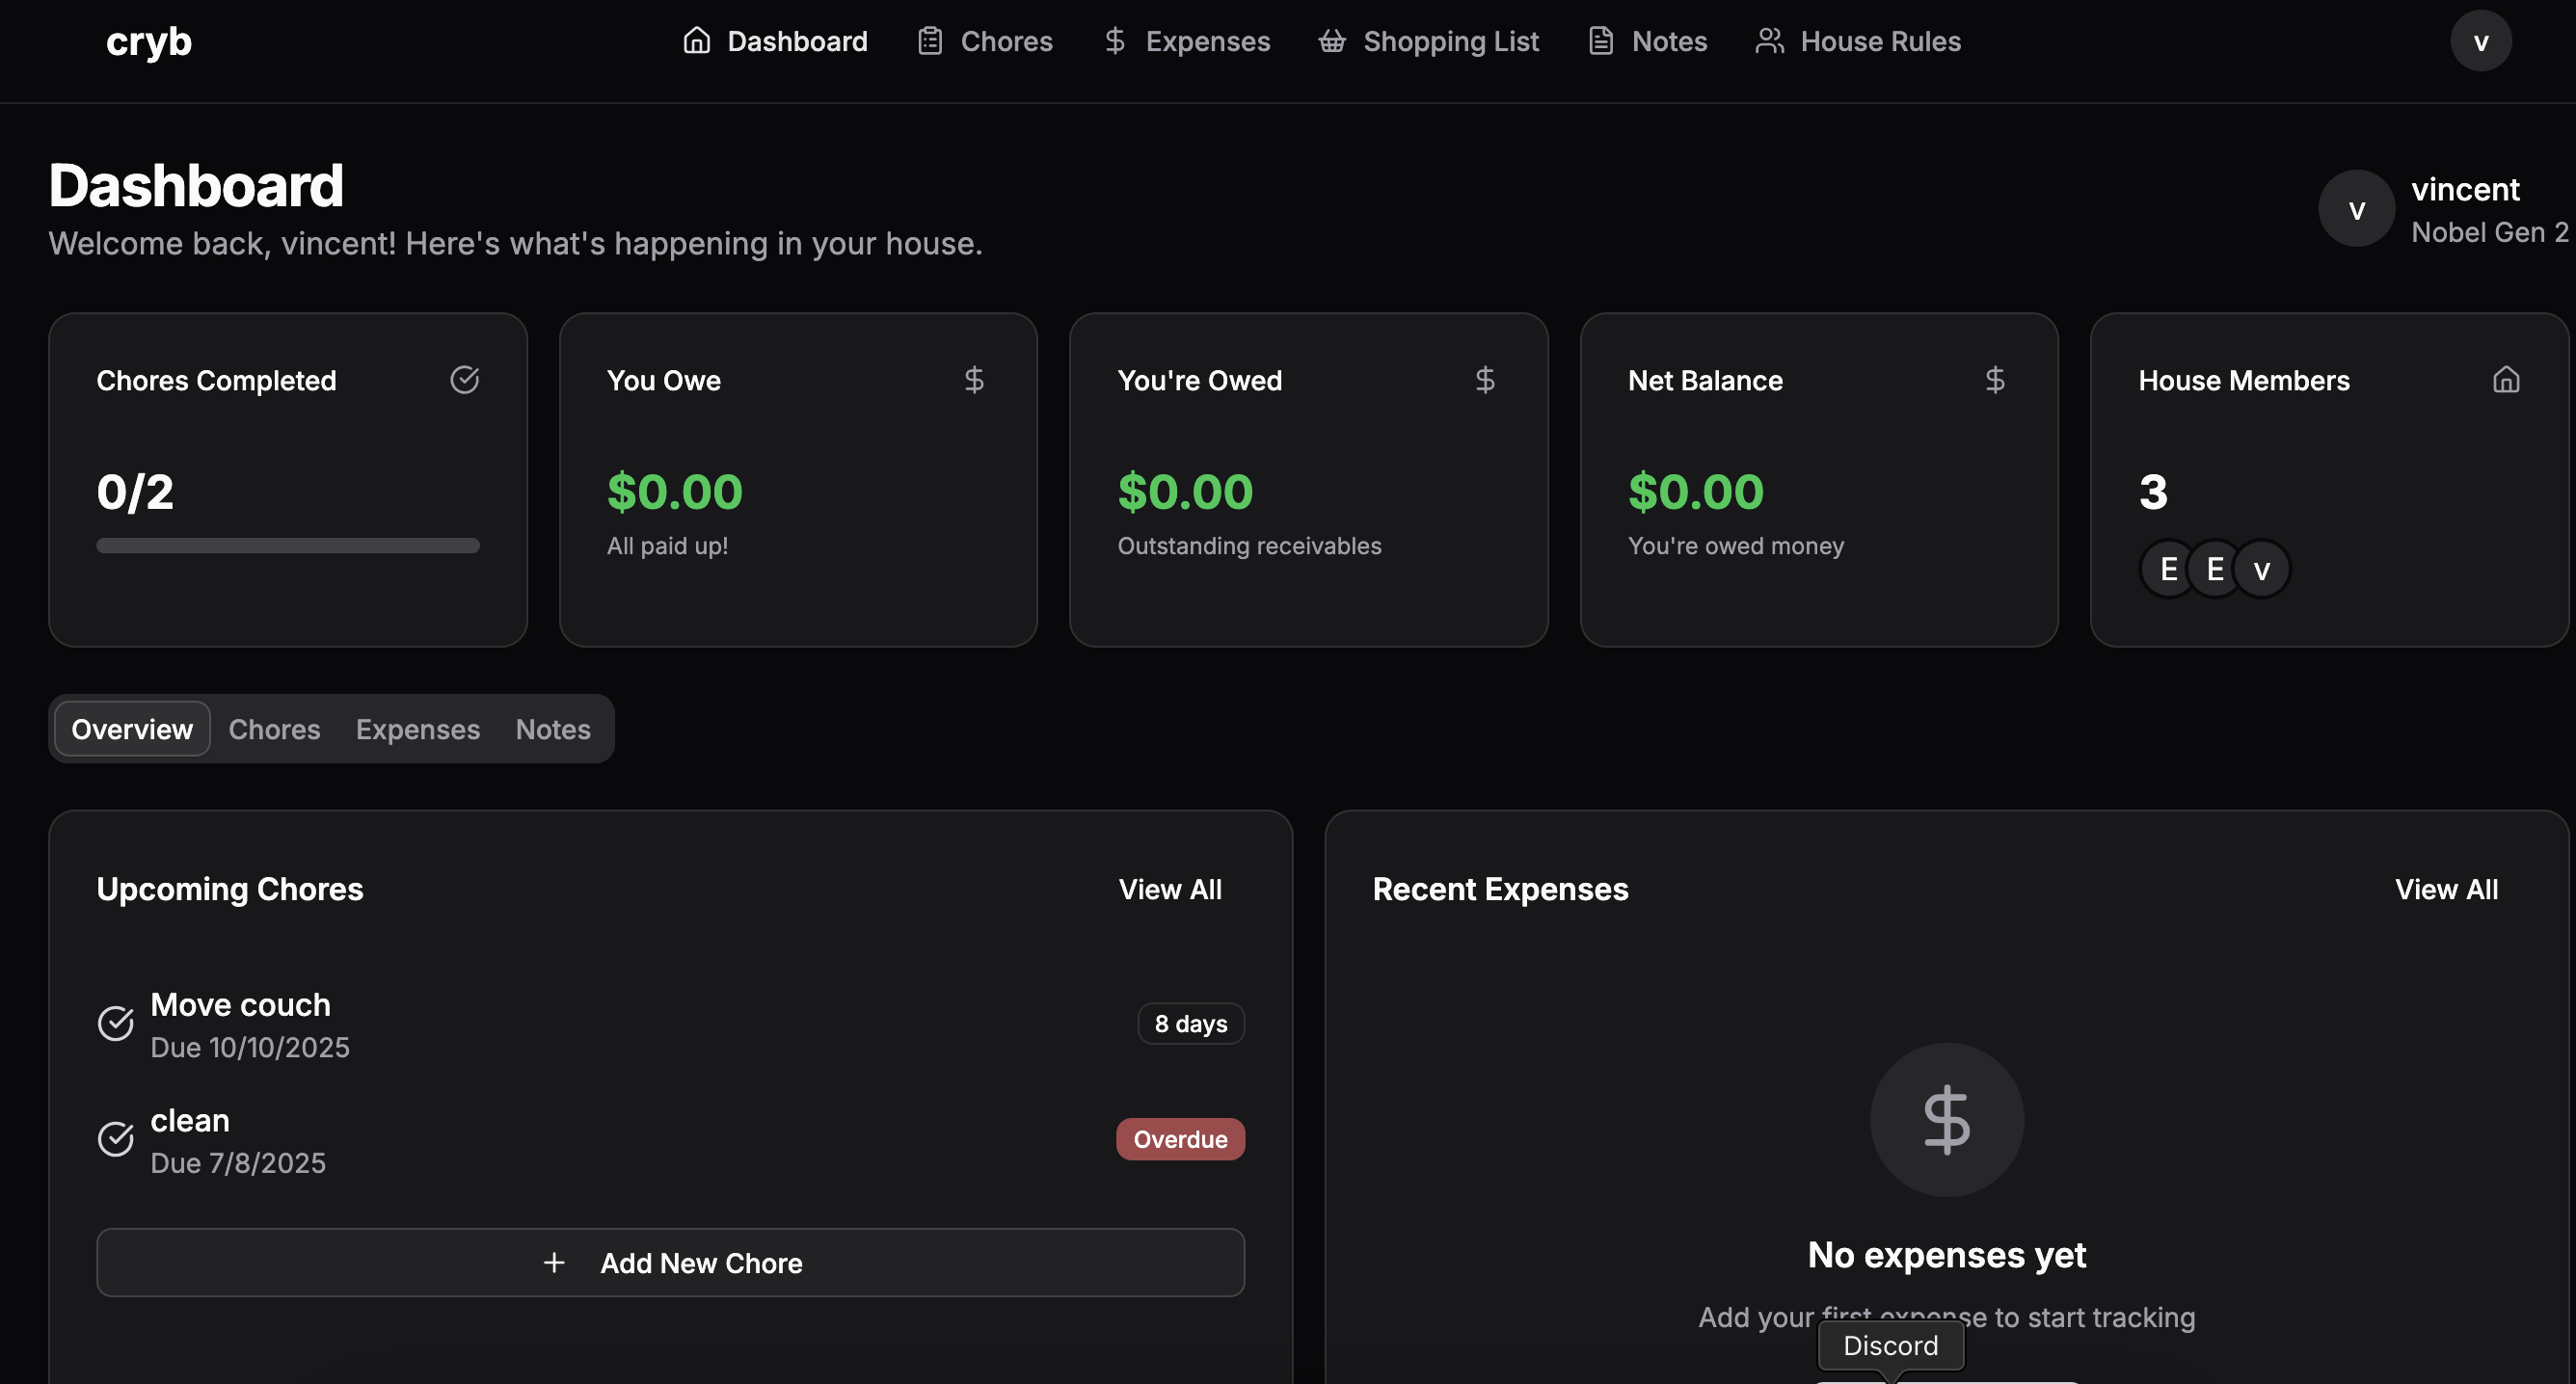 cryb
Dashboard
Chores
Expenses
Shopping List
Notes
House Rules
v
Dashboard
Welcome back, vincent! Here's what's happening in your house.
v
vincent
Nobel Gen 2
Chores Completed
0/2
You Owe
$
$0.00
All paid up!
You're Owed
$
$0.00
Outstanding receivables
Net Balance
$
$0.00
You're owed money
House Members
3
E E v
Overview
Chores
Expenses
Notes
Upcoming Chores
View All
Move couch
Due 10/10/2025
8 days
clean
Due 7/8/2025
Overdue
+ Add New Chore
Recent Expenses
View All
$
No expenses yet
Add your first expense to start tracking
Discord